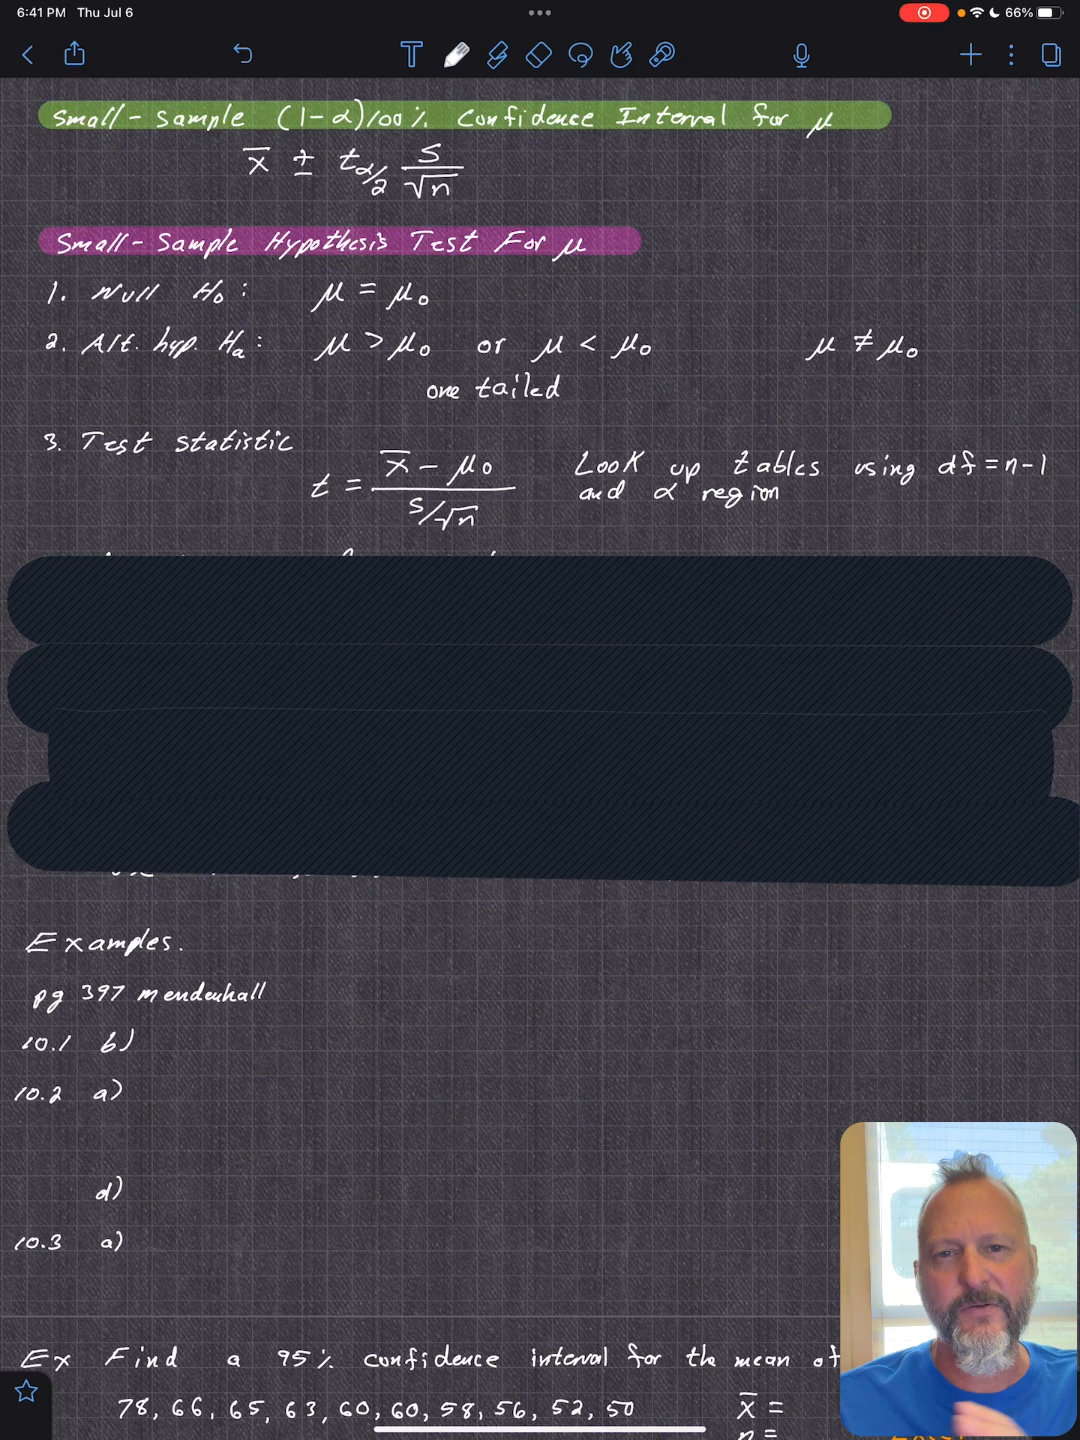 6:41 PM Thu Jul 6
66%
Small-Sample (1-α)100% Confidence Interval for μ
x̄ ± t α/2 s/√n
Small-Sample Hypothesis Test For μ
1. Null H₀: μ = μ₀
2. Alt. hyp. Hₐ: μ > μ₀ or μ < μ₀ μ ≠ μ₀
one tailed
3. Test statistic
t = (x̄ - μ₀)/(s/√n) Look up tables using df = n-1
and α region
Examples.
pg 397 mendenhall
10.1 b)
10.2 a)
d)
10.3 a)
Ex Find a 95% confidence interval for the mean of
78, 66, 65, 63, 60, 60, 58, 56, 52, 50 x̄ =
n =